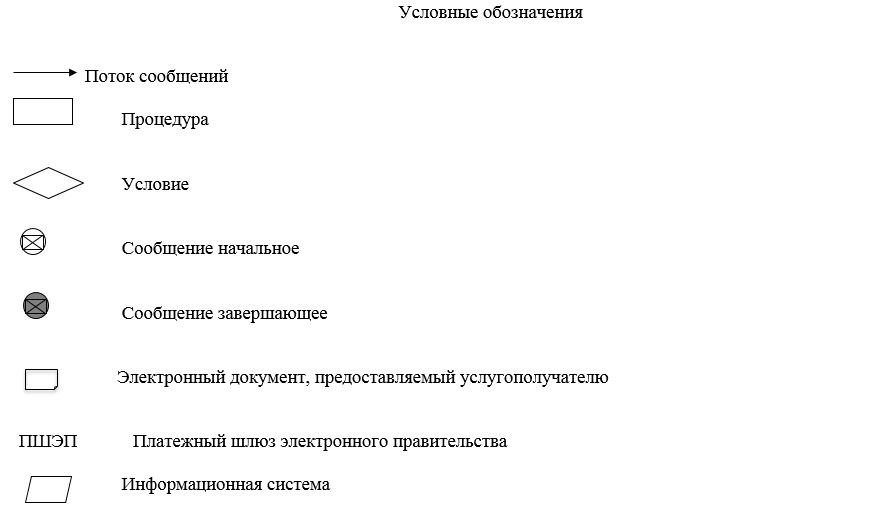 Условные обозначения
Поток сообщений
Процедура
Условие
Сообщение начальное
Сообщение завершающее
Электронный документ, предоставляемый услугополучателю
ПШЭП Платежный шлюз электронного правительства
Информационная система